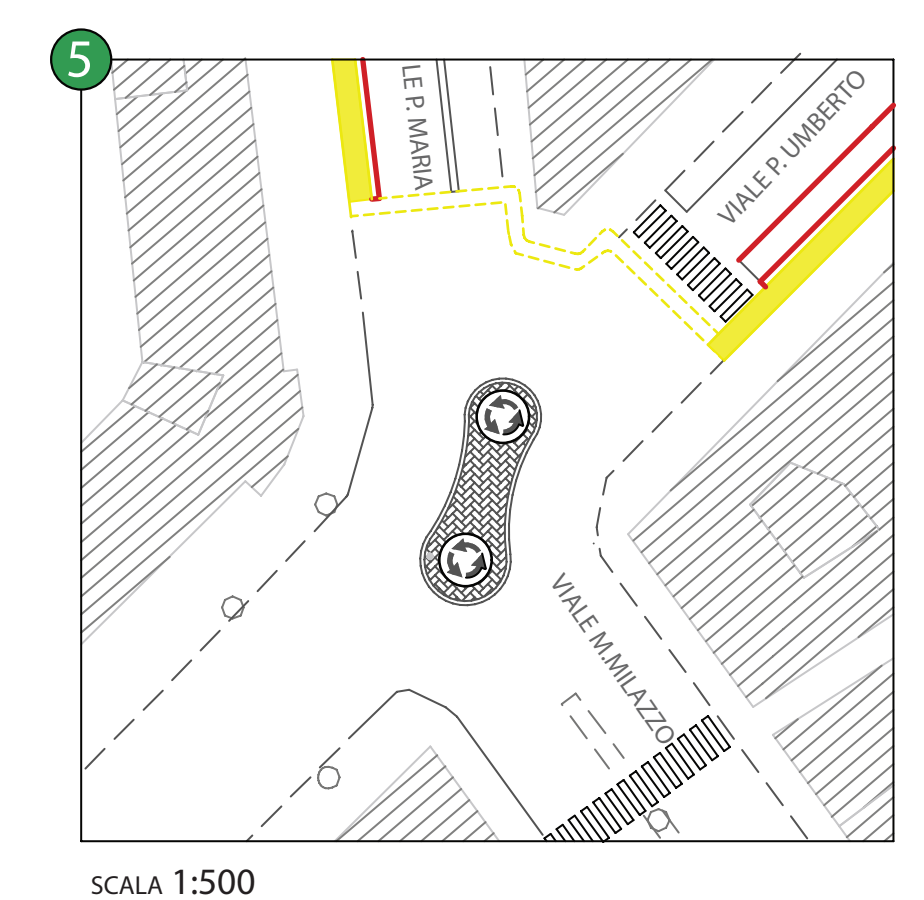 5
LE P. MARIA
VIALE P. UMBERTO
VIALE M.MILAZZO
SCALA 1:500